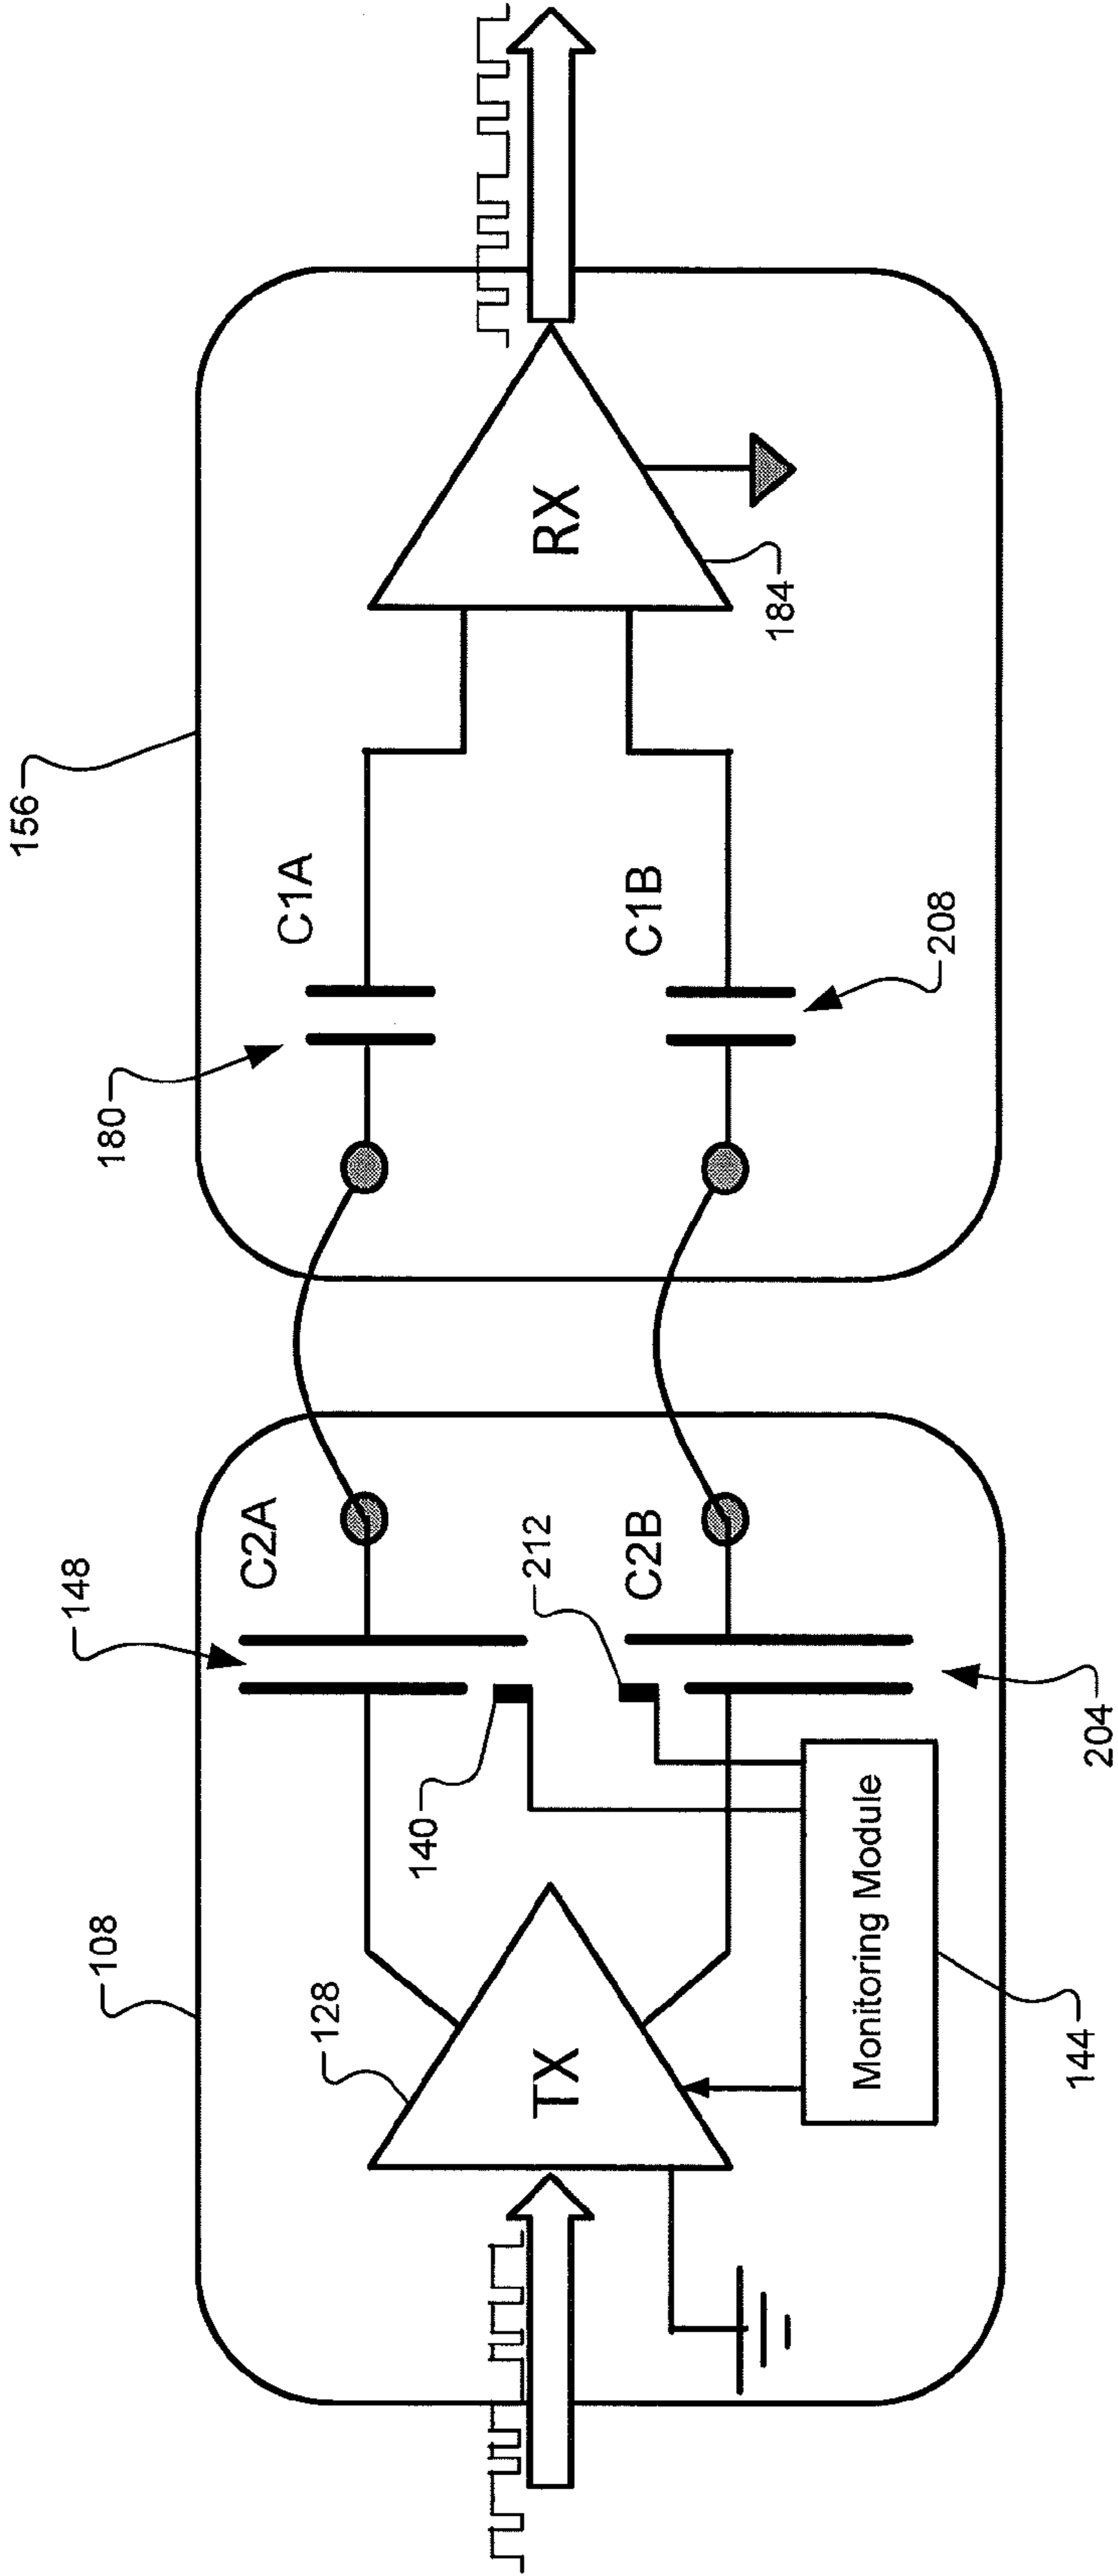 108
128
TX
148
C2A
140
212
C2B
204
Monitoring Module
144
156
180
C1A
C1B
208
RX
184